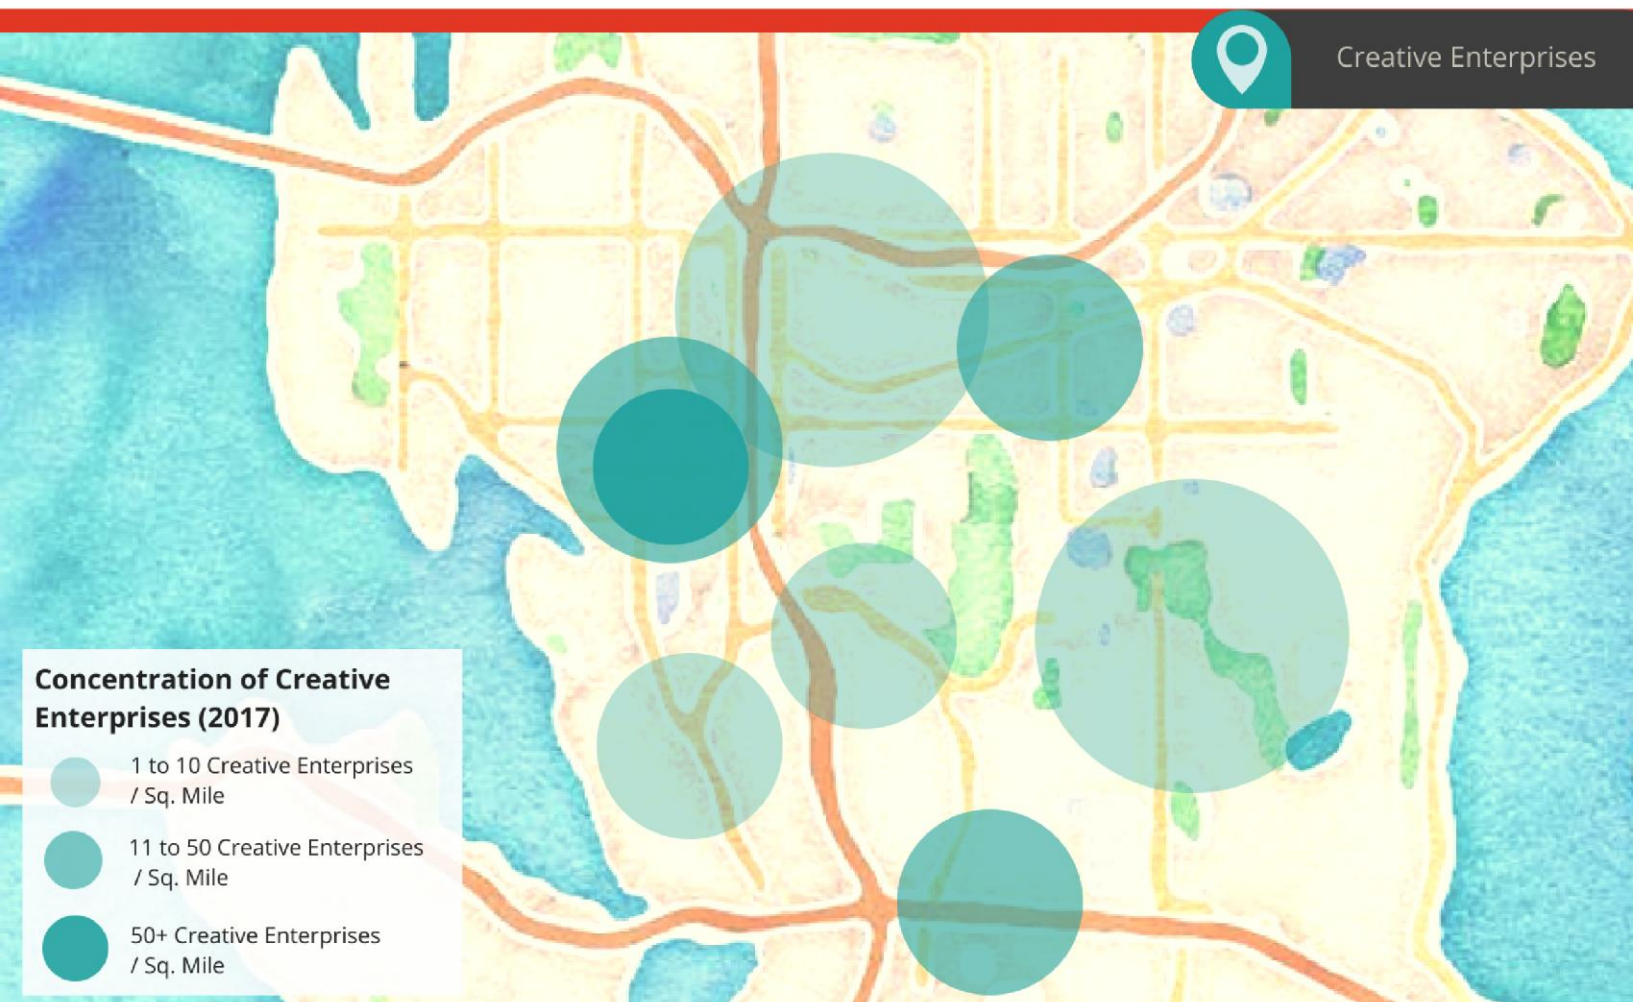 Creative Enterprises
Concentration of Creative
Enterprises (2017)
1 to 10 Creative Enterprises
/ Sq. Mile
11 to 50 Creative Enterprises
/ Sq. Mile
50+ Creative Enterprises
/ Sq. Mile